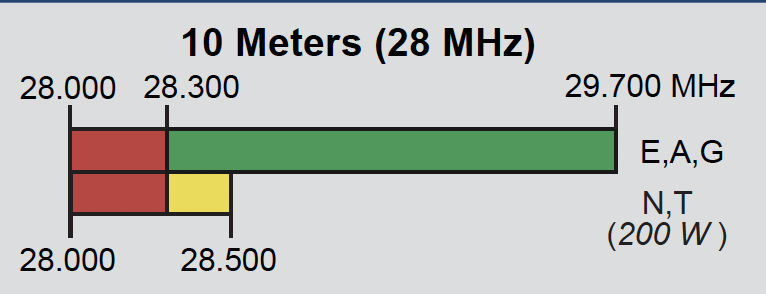 10 Meters (28 MHz)
28.000 28.300 29.700 MHz
E,A,G
N,T
(200 W)
28.000 28.500